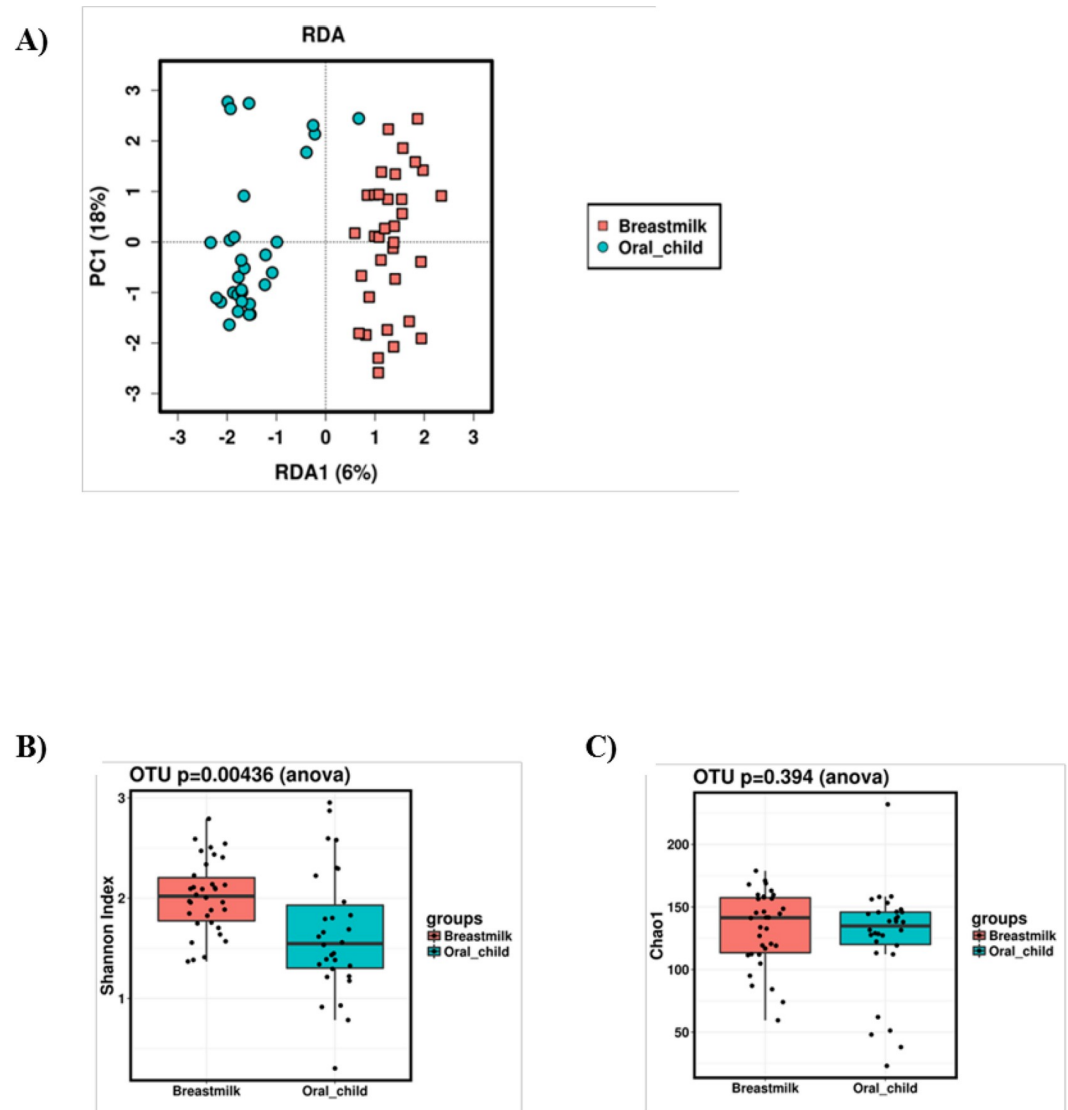 A)
RDA
3
2
1
0
-1
-2
-3
PC1 (18%)
-3 -2 -1 0 1 2 3
RDA1 (6%)
Breastmilk
Oral_child
B)
OTU p=0.00436 (anova)
3
2
1
Shannon Index
Breastmilk Oral_child
groups
Breastmilk
Oral_child
C)
OTU p=0.394 (anova)
200
150
100
50
Chao1
Breastmilk Oral_child
groups
Breastmilk
Oral_child